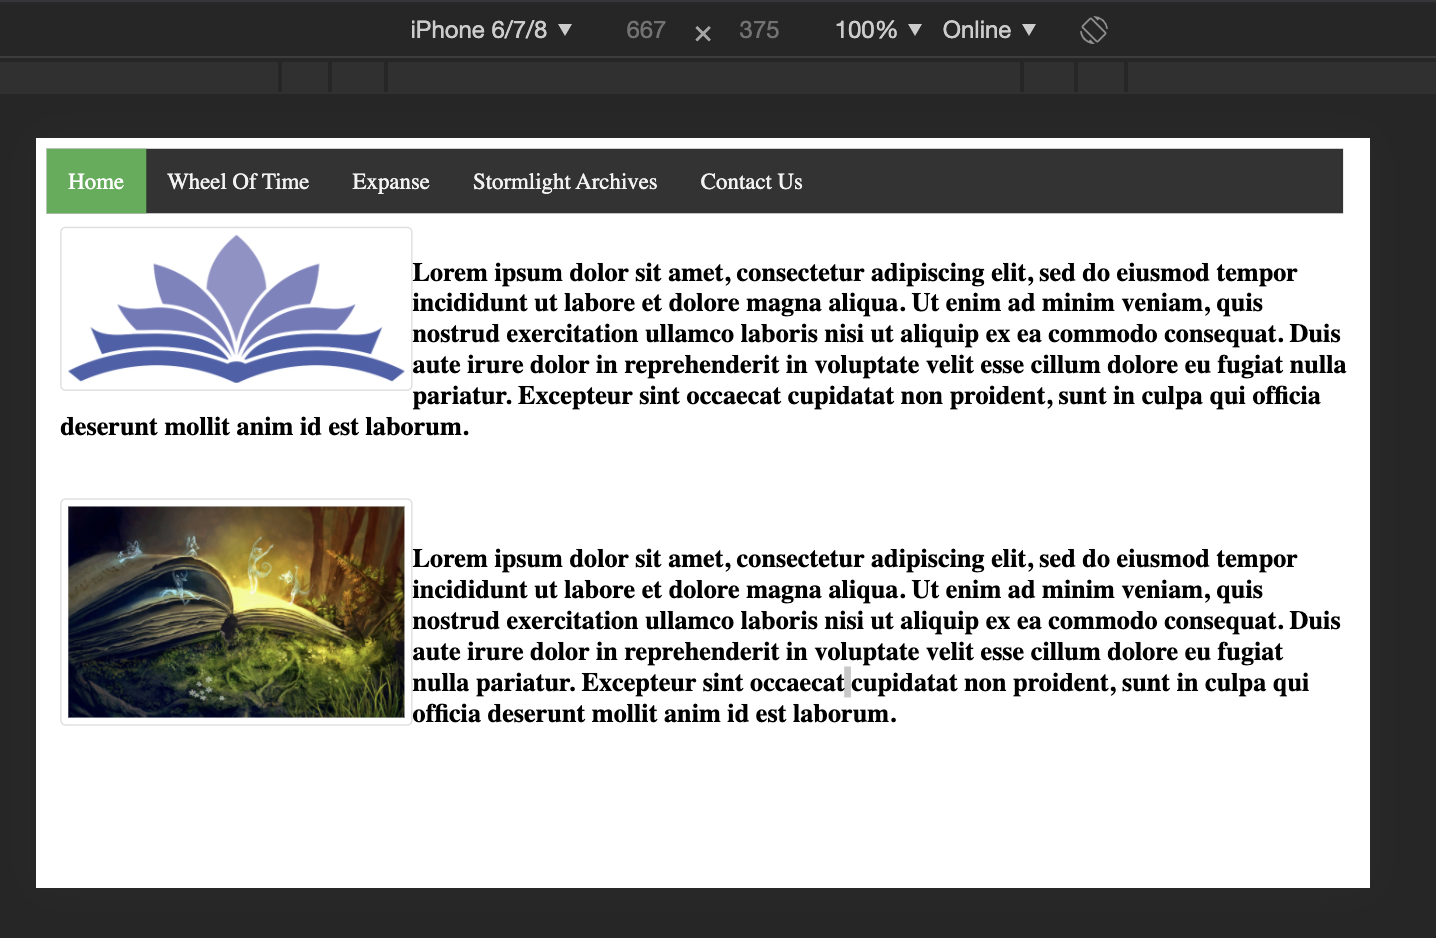 iPhone 6/7/8 ▼ 667 × 375 100% ▼ Online ▼
Home Wheel Of Time Expanse Stormlight Archives Contact Us
Lorem ipsum dolor sit amet, consectetur adipiscing elit, sed do eiusmod tempor
incididunt ut labore et dolore magna aliqua. Ut enim ad minim veniam, quis
nostrud exercitation ullamco laboris nisi ut aliquip ex ea commodo consequat. Duis
aute irure dolor in reprehenderit in voluptate velit esse cillum dolore eu fugiat nulla
pariatur. Excepteur sint occaecat cupidatat non proident, sunt in culpa qui officia
deserunt mollit anim id est laborum.
Lorem ipsum dolor sit amet, consectetur adipiscing elit, sed do eiusmod tempor
incididunt ut labore et dolore magna aliqua. Ut enim ad minim veniam, quis
nostrud exercitation ullamco laboris nisi ut aliquip ex ea commodo consequat. Duis
aute irure dolor in reprehenderit in voluptate velit esse cillum dolore eu fugiat
nulla pariatur. Excepteur sint occaecat cupidatat non proident, sunt in culpa qui
officia deserunt mollit anim id est laborum.